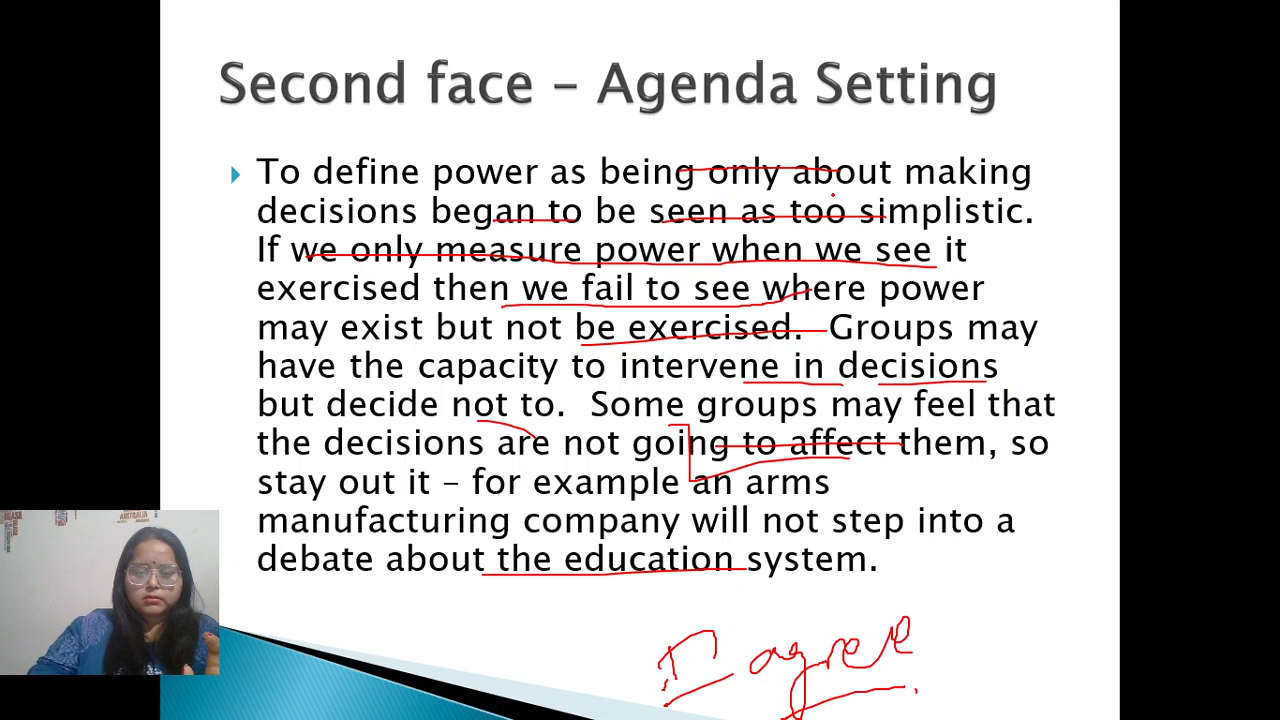 Second face – Agenda Setting
To define power as being only about making
decisions began to be seen as too simplistic.
If we only measure power when we see it
exercised then we fail to see where power
may exist but not be exercised. Groups may
have the capacity to intervene in decisions
but decide not to. Some groups may feel that
the decisions are not going to affect them, so
stay out it – for example an arms
manufacturing company will not step into a
debate about the education system.
I agree